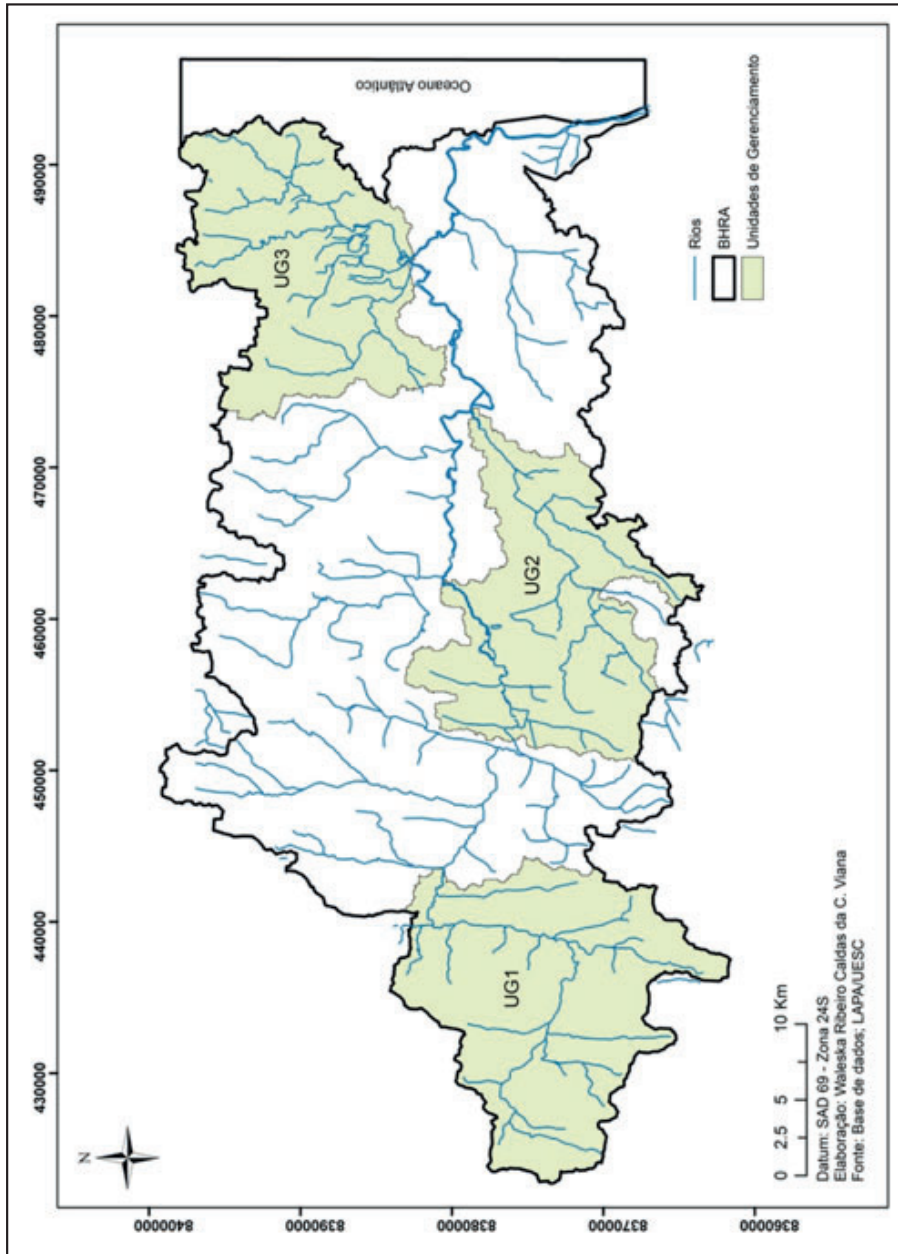 430000
440000
450000
460000
470000
480000
490000
8400000
8390000
8380000
8370000
8360000
N
UG1
UG2
UG3
Oceano Atlântico
Rios
BHRA
Unidades de Gerenciamento
0 2.5 5 10 Km
Datum: SAD 69 - Zona 24S
Elaboração: Waleska Ribeiro Caldas da C. Viana
Fonte: Base de dados; LAPA/UESC